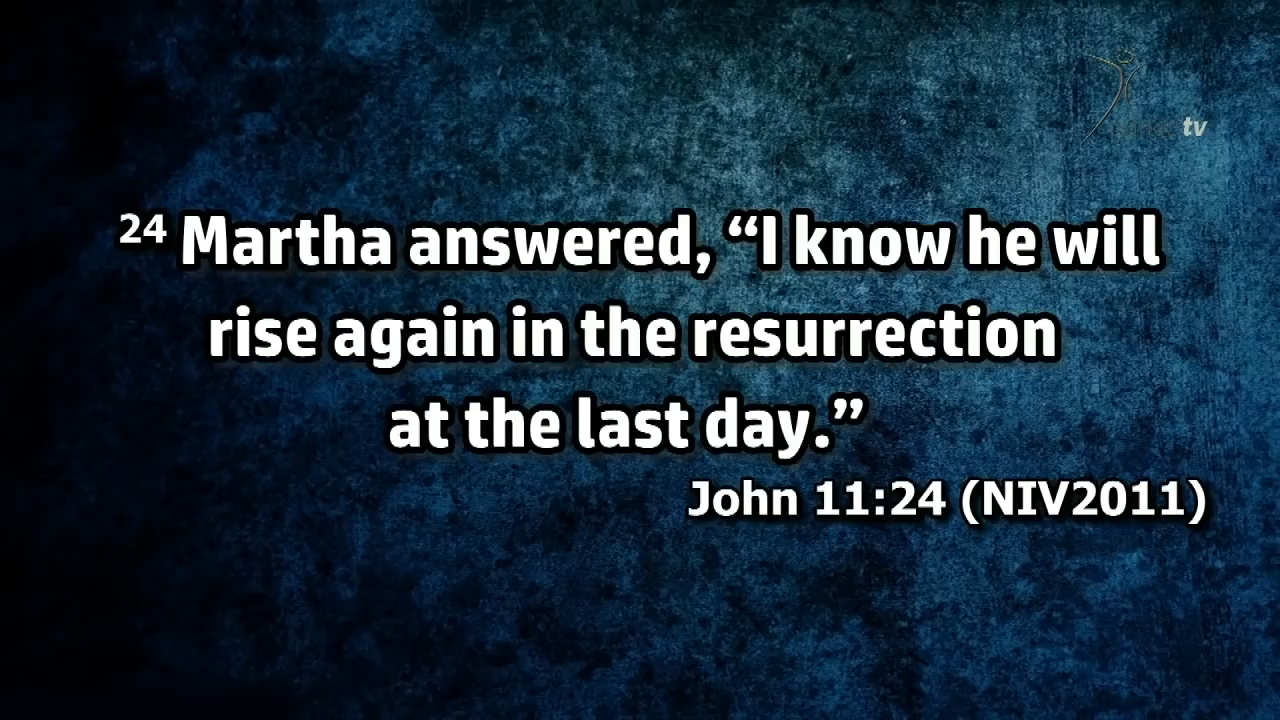 tv
24 Martha answered, “I know he will
rise again in the resurrection
at the last day.”
John 11:24 (NIV2011)